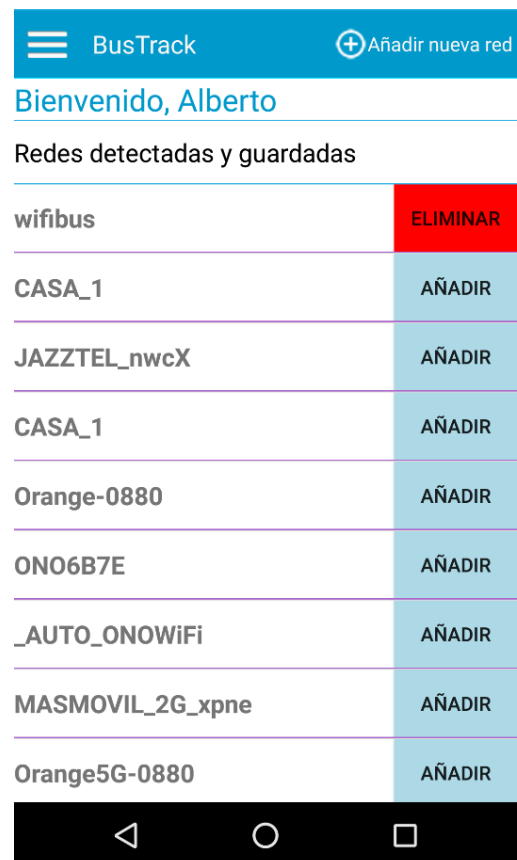 BusTrack Añadir nueva red
Bienvenido, Alberto
Redes detectadas y guardadas
wifibus ELIMINAR
CASA_1 AÑADIR
JAZZTEL_nwcX AÑADIR
CASA_1 AÑADIR
Orange-0880 AÑADIR
ONO6B7E AÑADIR
_AUTO_ONOWiFi AÑADIR
MASMOVIL_2G_xpne AÑADIR
Orange5G-0880 AÑADIR